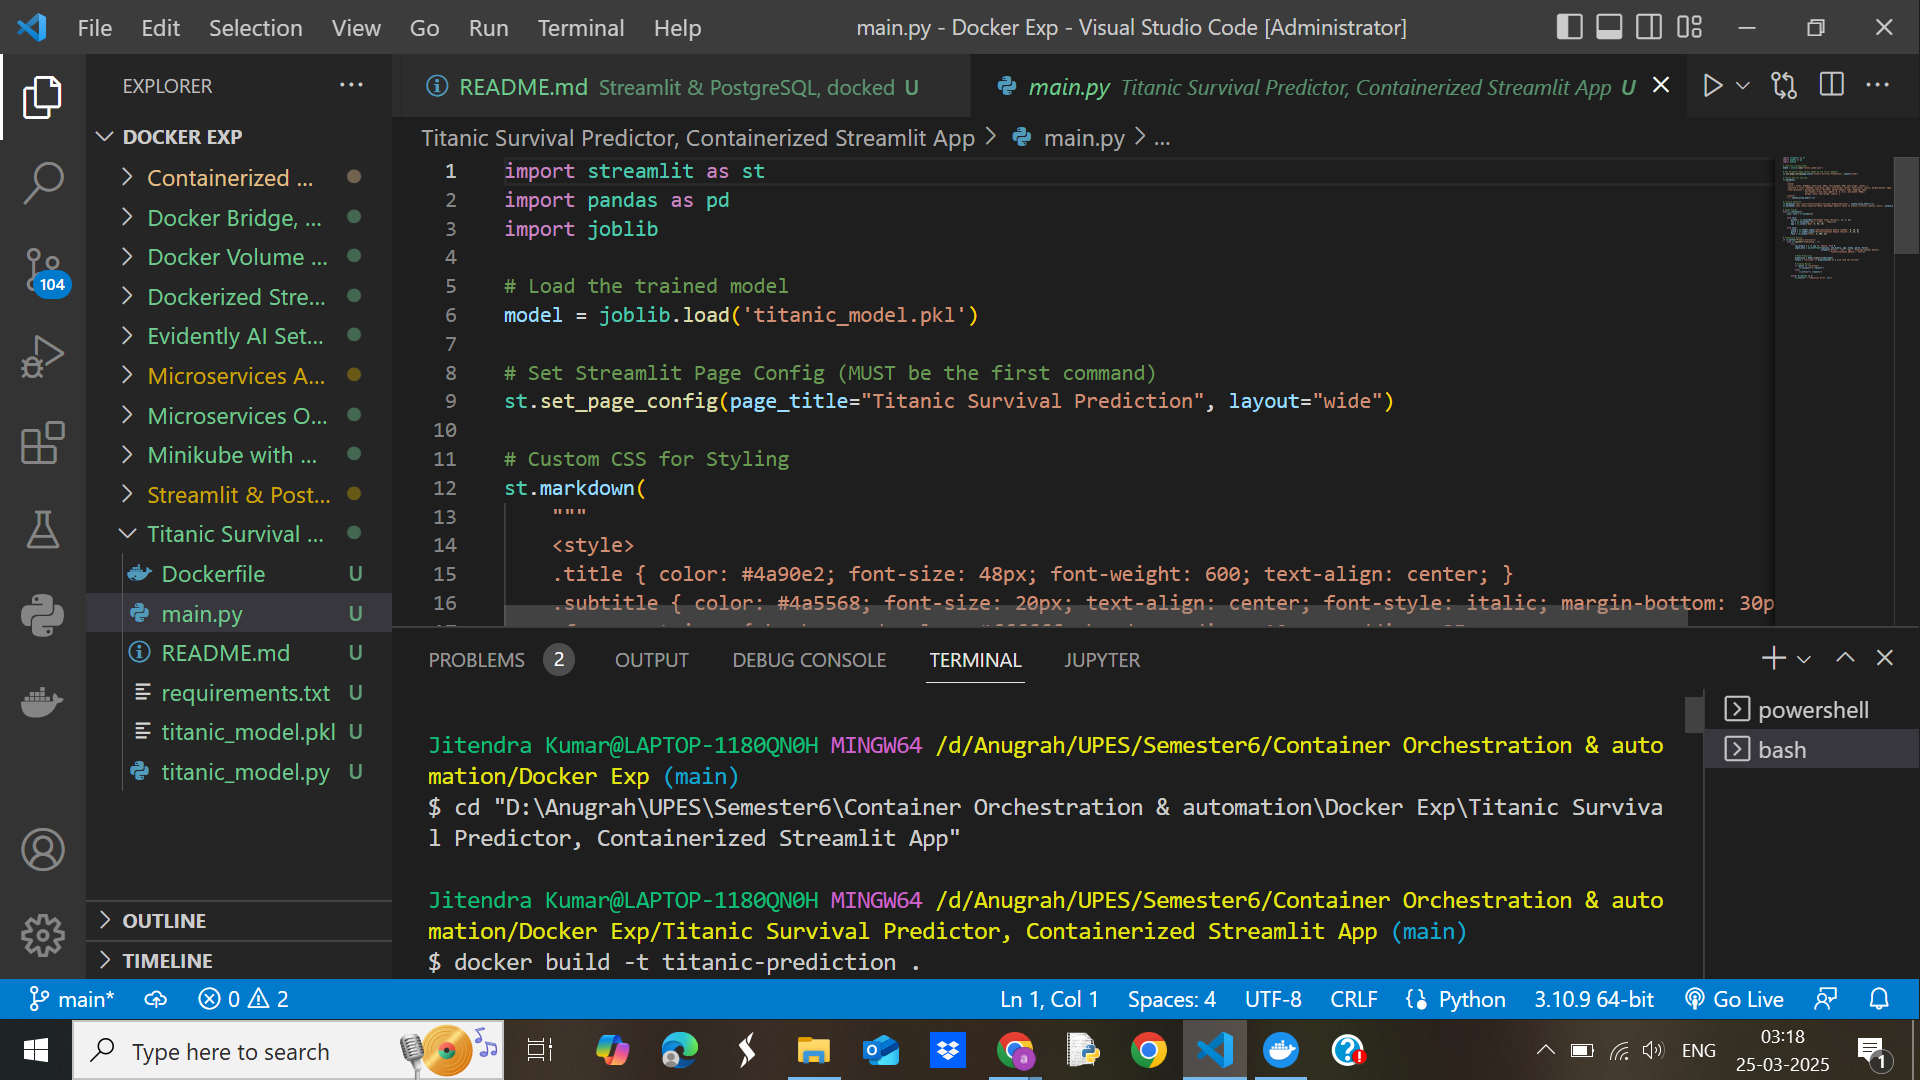 File Edit Selection View Go Run Terminal Help
main.py - Docker Exp - Visual Studio Code [Administrator]
EXPLORER
DOCKER EXP
Containerized ...
Docker Bridge, ...
Docker Volume ...
Dockerized Stre...
Evidently AI Set...
Microservices A...
Microservices O...
Minikube with ...
Streamlit & Post...
Titanic Survival ...
Dockerfile U
main.py U
README.md U
requirements.txt U
titanic_model.pkl U
titanic_model.py U
OUTLINE
TIMELINE
104
README.md Streamlit & PostgreSQL, docked U
main.py Titanic Survival Predictor, Containerized Streamlit App U
Titanic Survival Predictor, Containerized Streamlit App > main.py > ...
1 import streamlit as st
2 import pandas as pd
3 import joblib
4
5 # Load the trained model
6 model = joblib.load('titanic_model.pkl')
7
8 # Set Streamlit Page Config (MUST be the first command)
9 st.set_page_config(page_title="Titanic Survival Prediction", layout="wide")
10
11 # Custom CSS for Styling
12 st.markdown(
13 """
14 <style>
15 .title { color: #4a90e2; font-size: 48px; font-weight: 600; text-align: center; }
16 .subtitle { color: #4a5568; font-size: 20px; text-align: center; font-style: italic; margin-bottom: 30p
PROBLEMS 2 OUTPUT DEBUG CONSOLE TERMINAL JUPYTER
powershell
bash
Jitendra Kumar@LAPTOP-1180QN0H MINGW64 /d/Anugrah/UPES/Semester6/Container Orchestration & auto
mation/Docker Exp (main)
$ cd "D:\Anugrah\UPES\Semester6\Container Orchestration & automation\Docker Exp\Titanic Surviva
l Predictor, Containerized Streamlit App"
Jitendra Kumar@LAPTOP-1180QN0H MINGW64 /d/Anugrah/UPES/Semester6/Container Orchestration & auto
mation/Docker Exp/Titanic Survival Predictor, Containerized Streamlit App (main)
$ docker build -t titanic-prediction .
main* 0 2 Ln 1, Col 1 Spaces: 4 UTF-8 CRLF Python 3.10.9 64-bit Go Live
Type here to search
ENG
03:18
25-03-2025
1